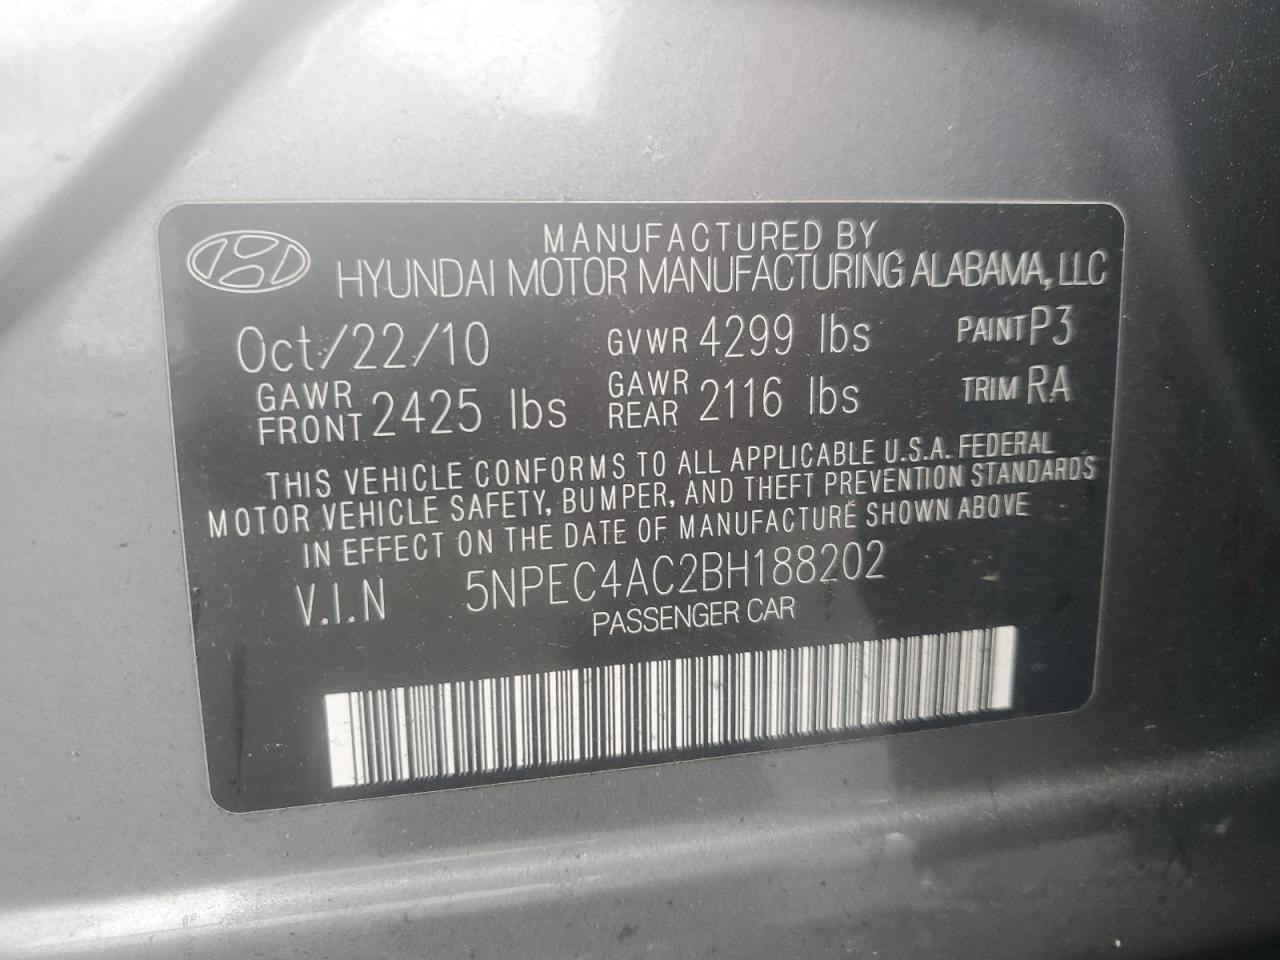 MANUFACTURED BY
HYUNDAI MOTOR MANUFACTURING ALABAMA, LLC
Oct/22/10 GVWR 4299 lbs PAINT P3
GAWR FRONT 2425 lbs GAWR REAR 2116 lbs TRIM RA
THIS VEHICLE CONFORMS TO ALL APPLICABLE U.S.A. FEDERAL
MOTOR VEHICLE SAFETY, BUMPER, AND THEFT PREVENTION STANDARDS
IN EFFECT ON THE DATE OF MANUFACTURE SHOWN ABOVE
V.I.N 5NPEC4AC2BH188202
PASSENGER CAR